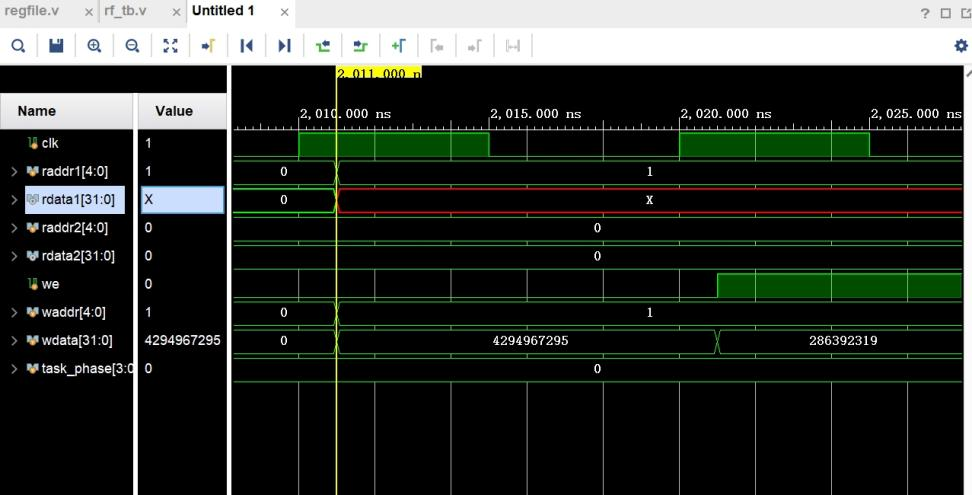 regfile.v × rf_tb.v × Untitled 1 × ? □
2,011.000 n
Name Value
2,010.000 ns 2,015.000 ns 2,020.000 ns 2,025.000 ns
clk 1
raddr1[4:0] 1 0 1
rdata1[31:0] X 0 X
raddr2[4:0] 0 0
rdata2[31:0] 0 0
we 0
waddr[4:0] 1 0 1
wdata[31:0] 4294967295 0 4294967295 286392319
task_phase[3:0 0 0